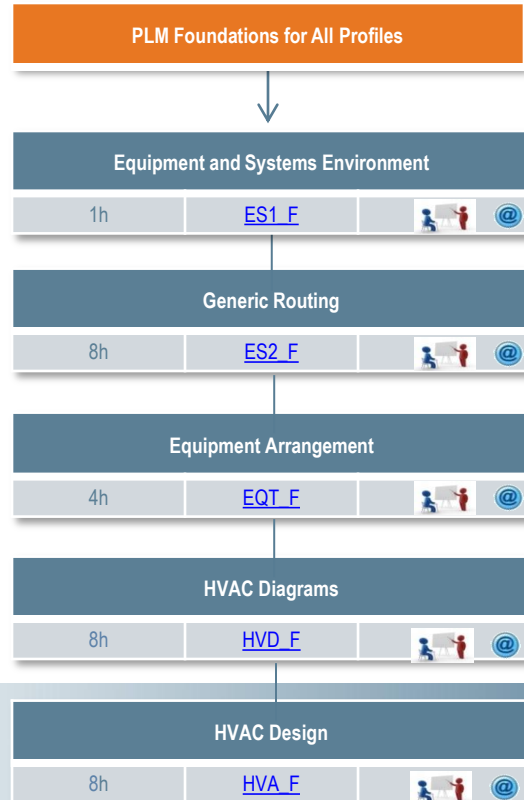 PLM Foundations for All Profiles
Equipment and Systems Environment
1h ES1_F @
Generic Routing
8h ES2_F @
Equipment Arrangement
4h EQT_F @
HVAC Diagrams
8h HVD_F @
HVAC Design
8h HVA_F @